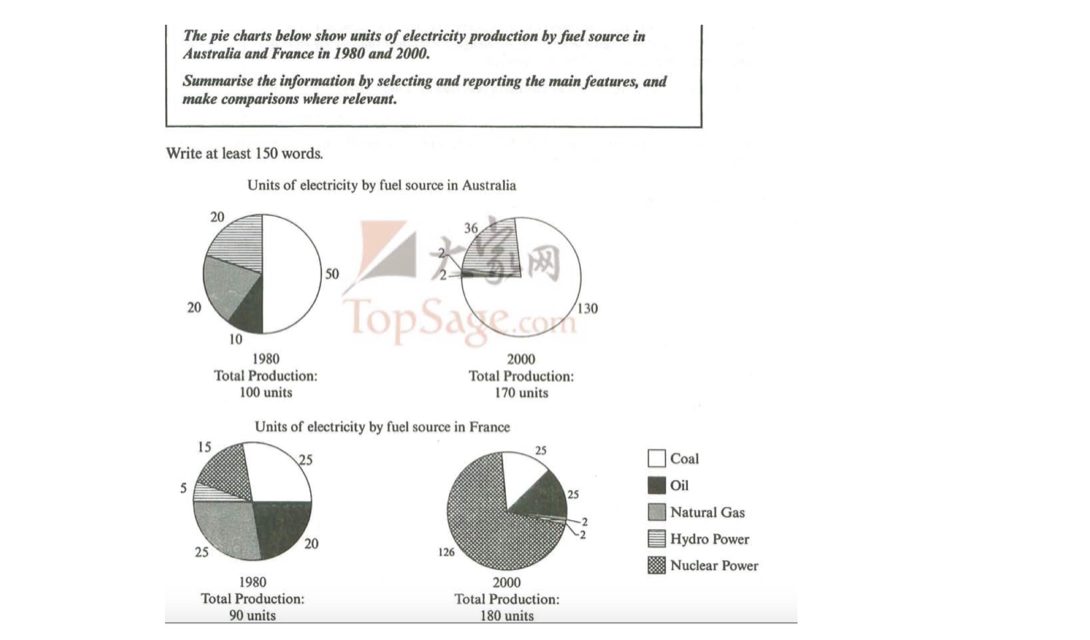 The pie charts below show units of electricity production by fuel source in
Australia and France in 1980 and 2000.
Summarise the information by selecting and reporting the main features, and
make comparisons where relevant.
Write at least 150 words.
Units of electricity by fuel source in Australia
20
50
20
10
1980
Total Production:
100 units
36
2
2
130
2000
Total Production:
170 units
大家网
TopSage.com
Units of electricity by fuel source in France
15
25
5
25
20
1980
Total Production:
90 units
25
25
2
2
126
2000
Total Production:
180 units
Coal
Oil
Natural Gas
Hydro Power
Nuclear Power